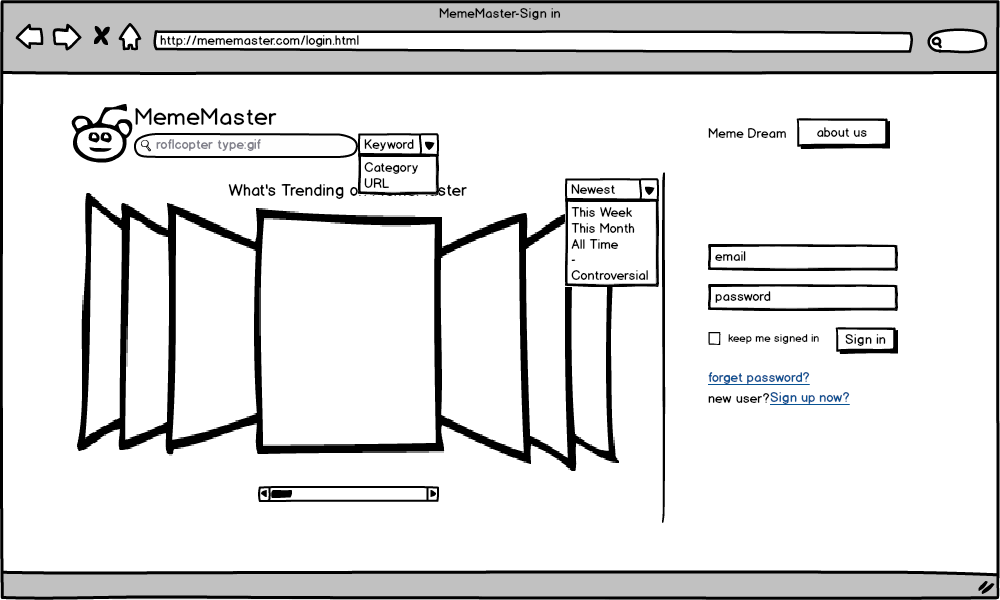 MemeMaster-Sign in
http://mememaster.com/login.html
MemeMaster
roflcopter type:gif
Keyword
Category
URL
Meme Dream
about us
What's Trending o
aster
Newest
This Week
This Month
All Time
-
Controversial
email
password
keep me signed in
Sign in
forget password?
new user?Sign up now?